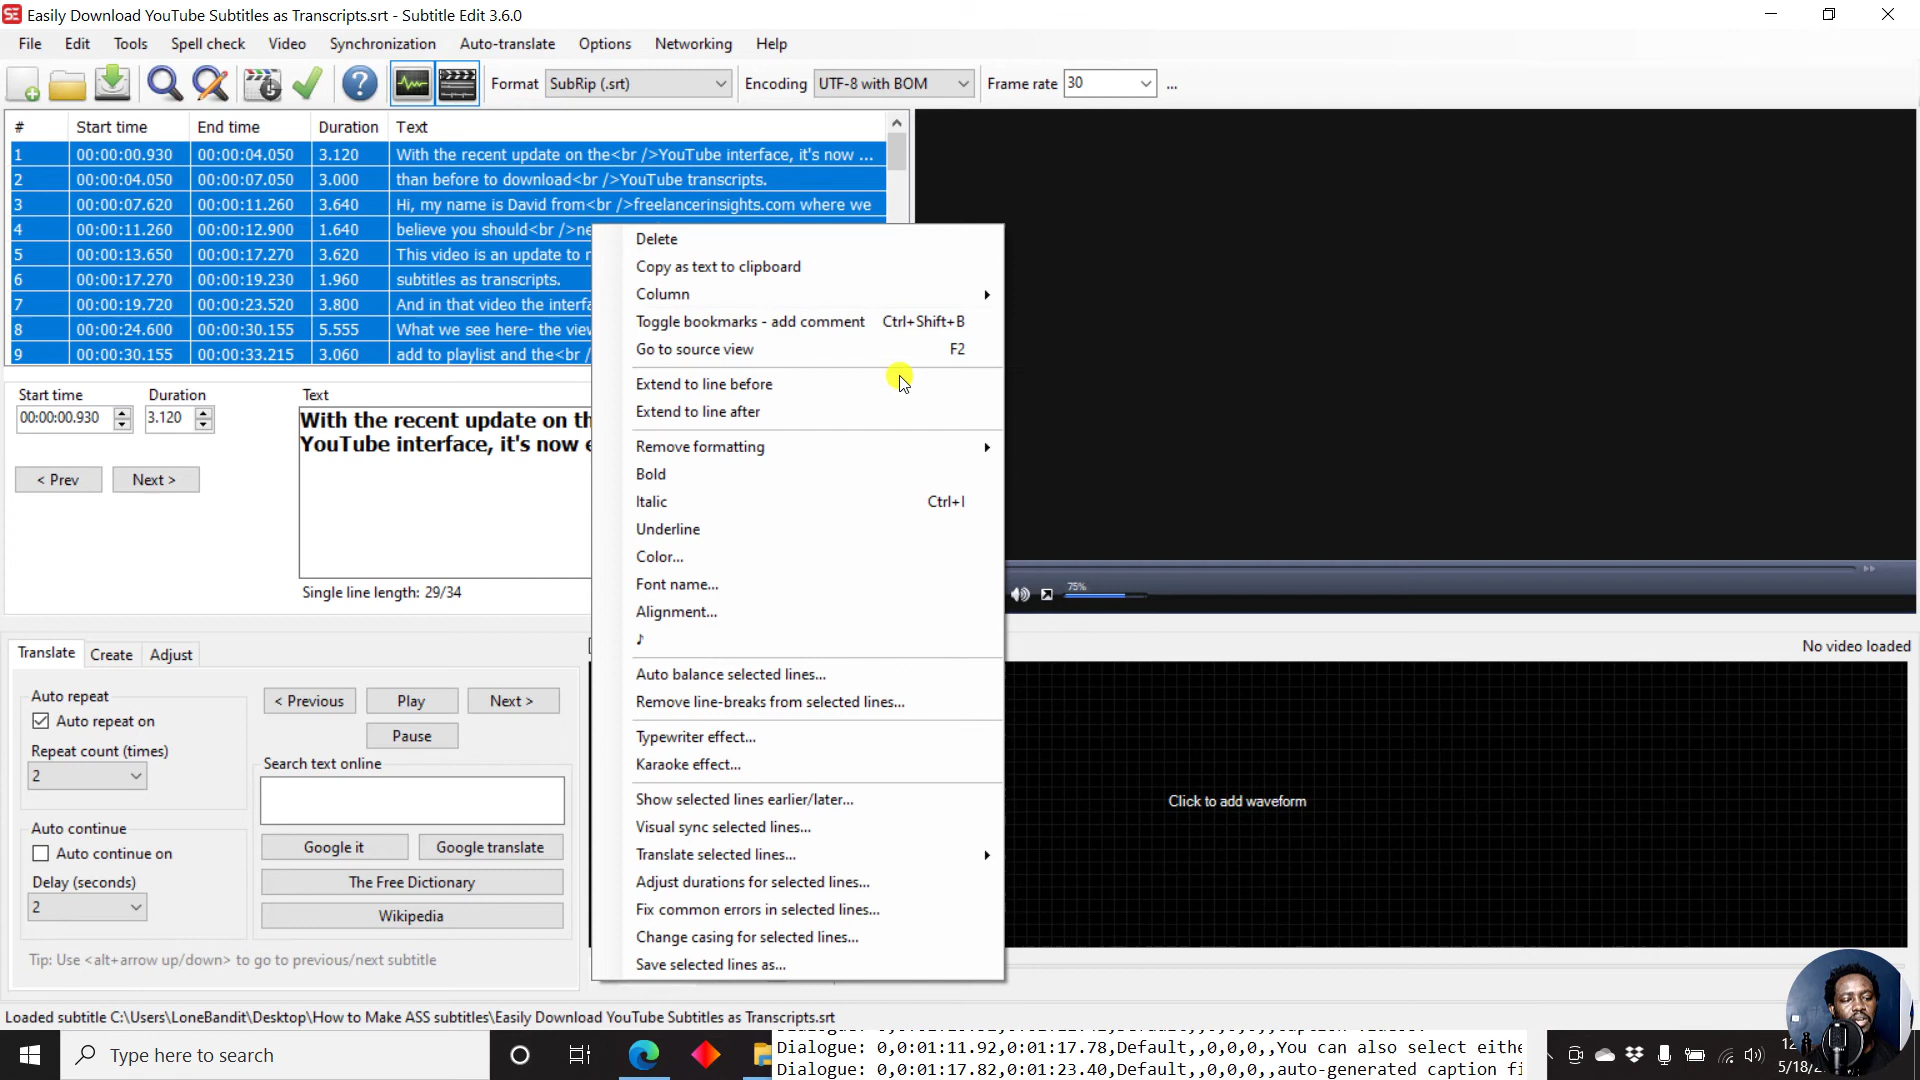 Easily Download YouTube Subtitles as Transcripts.srt - Subtitle Edit 3.6.0
File Edit Tools Spell check Video Synchronization Auto-translate Options Networking Help
Format SubRip (.srt) Encoding UTF-8 with BOM Frame rate 30 ...
# Start time End time Duration Text
1 00:00:00.930 00:00:04.050 3.120 With the recent update on the<br />YouTube interface, it's now ...
2 00:00:04.050 00:00:07.050 3.000 than before to download<br />YouTube transcripts.
3 00:00:07.620 00:00:11.260 3.640 Hi, my name is David from<br />freelancerinsights.com where we
4 00:00:11.260 00:00:12.900 1.640 believe you should<br />ne
5 00:00:13.650 00:00:17.270 3.620 This video is an update to
6 00:00:17.270 00:00:19.230 1.960 subtitles as transcripts.
7 00:00:19.720 00:00:23.520 3.800 And in that video the interfa
8 00:00:24.600 00:00:30.155 5.555 What we see here- the view
9 00:00:30.155 00:00:33.215 3.060 add to playlist and the<br /
Delete
Copy as text to clipboard
Column
Toggle bookmarks - add comment Ctrl+Shift+B
Go to source view F2
Extend to line before
Extend to line after
Remove formatting
Bold
Italic Ctrl+I
Underline
Color...
Font name...
Alignment...
♪
Auto balance selected lines...
Remove line-breaks from selected lines...
Typewriter effect...
Karaoke effect...
Show selected lines earlier/later...
Visual sync selected lines...
Translate selected lines...
Adjust durations for selected lines...
Fix common errors in selected lines...
Change casing for selected lines...
Save selected lines as...
Start time Duration Text
00:00:00.930 3.120
With the recent update on th
YouTube interface, it's now e
< Prev Next >
Single line length: 29/34
75%
Translate Create Adjust
No video loaded
Auto repeat
Auto repeat on
Repeat count (times)
2
< Previous Play Next >
Pause
Search text online
Auto continue
Auto continue on
Delay (seconds)
2
Google it Google translate
The Free Dictionary
Wikipedia
Click to add waveform
Tip: Use <alt+arrow up/down> to go to previous/next subtitle
Loaded subtitle C:\Users\LoneBandit\Desktop\How to Make ASS subtitles\Easily Download YouTube Subtitles as Transcripts.srt
Type here to search
Dialogue: 0,0:01:11.92,0:01:17.78,Default,,0,0,0,,You can also select eithe
Dialogue: 0,0:01:17.82,0:01:23.40,Default,,0,0,0,,auto-generated caption fi
12
5/18/2